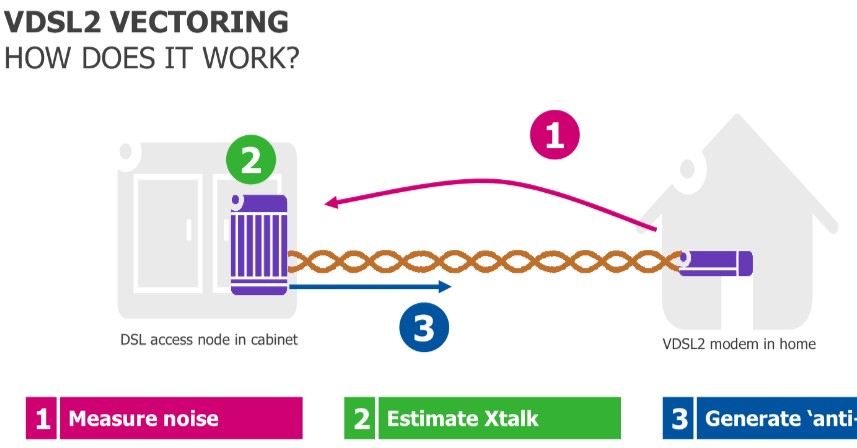 VDSL2 VECTORING
HOW DOES IT WORK?
1
2
3
DSL access node in cabinet
VDSL2 modem in home
1 Measure noise
2 Estimate Xtalk
3 Generate ‘anti-